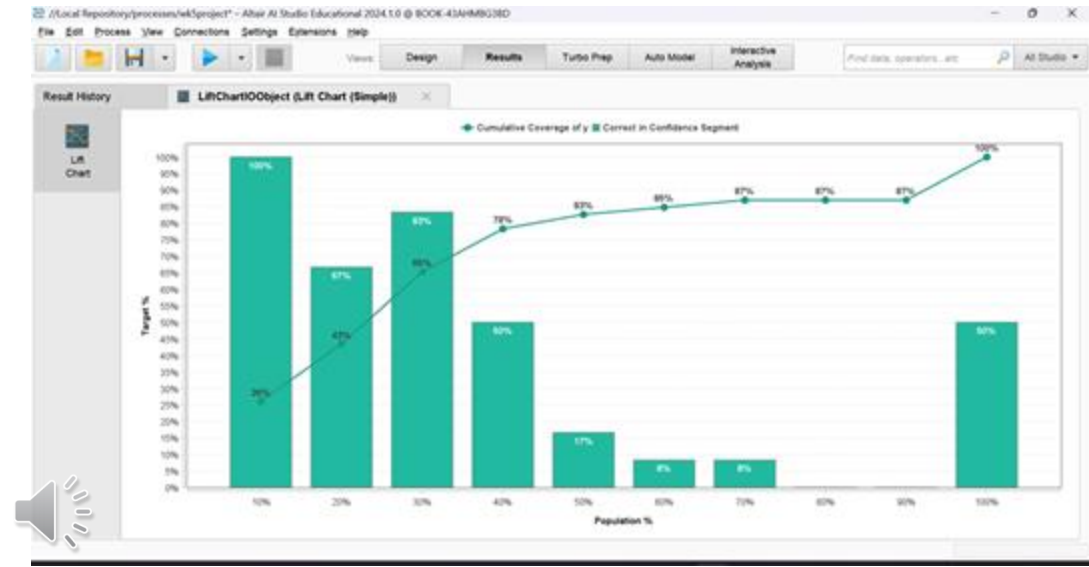 //Local Repository/processes/wk5project* – Altair AI Studio Educational 2024.1.0 @ BOOK-43AHMBG3BD
File Edit Process View Connections Settings Extensions Help
Views: Design Results Turbo Prep Auto Model Interactive Analysis Find data, operators...etc All Studio
Result History LiftChartIOObject (Lift Chart (Simple))
Lift Chart
Cumulative Coverage of y Correct in Confidence Segment
Target %
100%
95%
90%
85%
80%
75%
70%
65%
60%
55%
50%
45%
40%
35%
30%
25%
20%
15%
10%
5%
0%
100% 67% 83% 50% 17% 8% 8% 50%
26% 43% 65% 78% 83% 85% 87% 87% 87% 100%
10% 20% 30% 40% 50% 60% 70% 80% 90% 100%
Population %